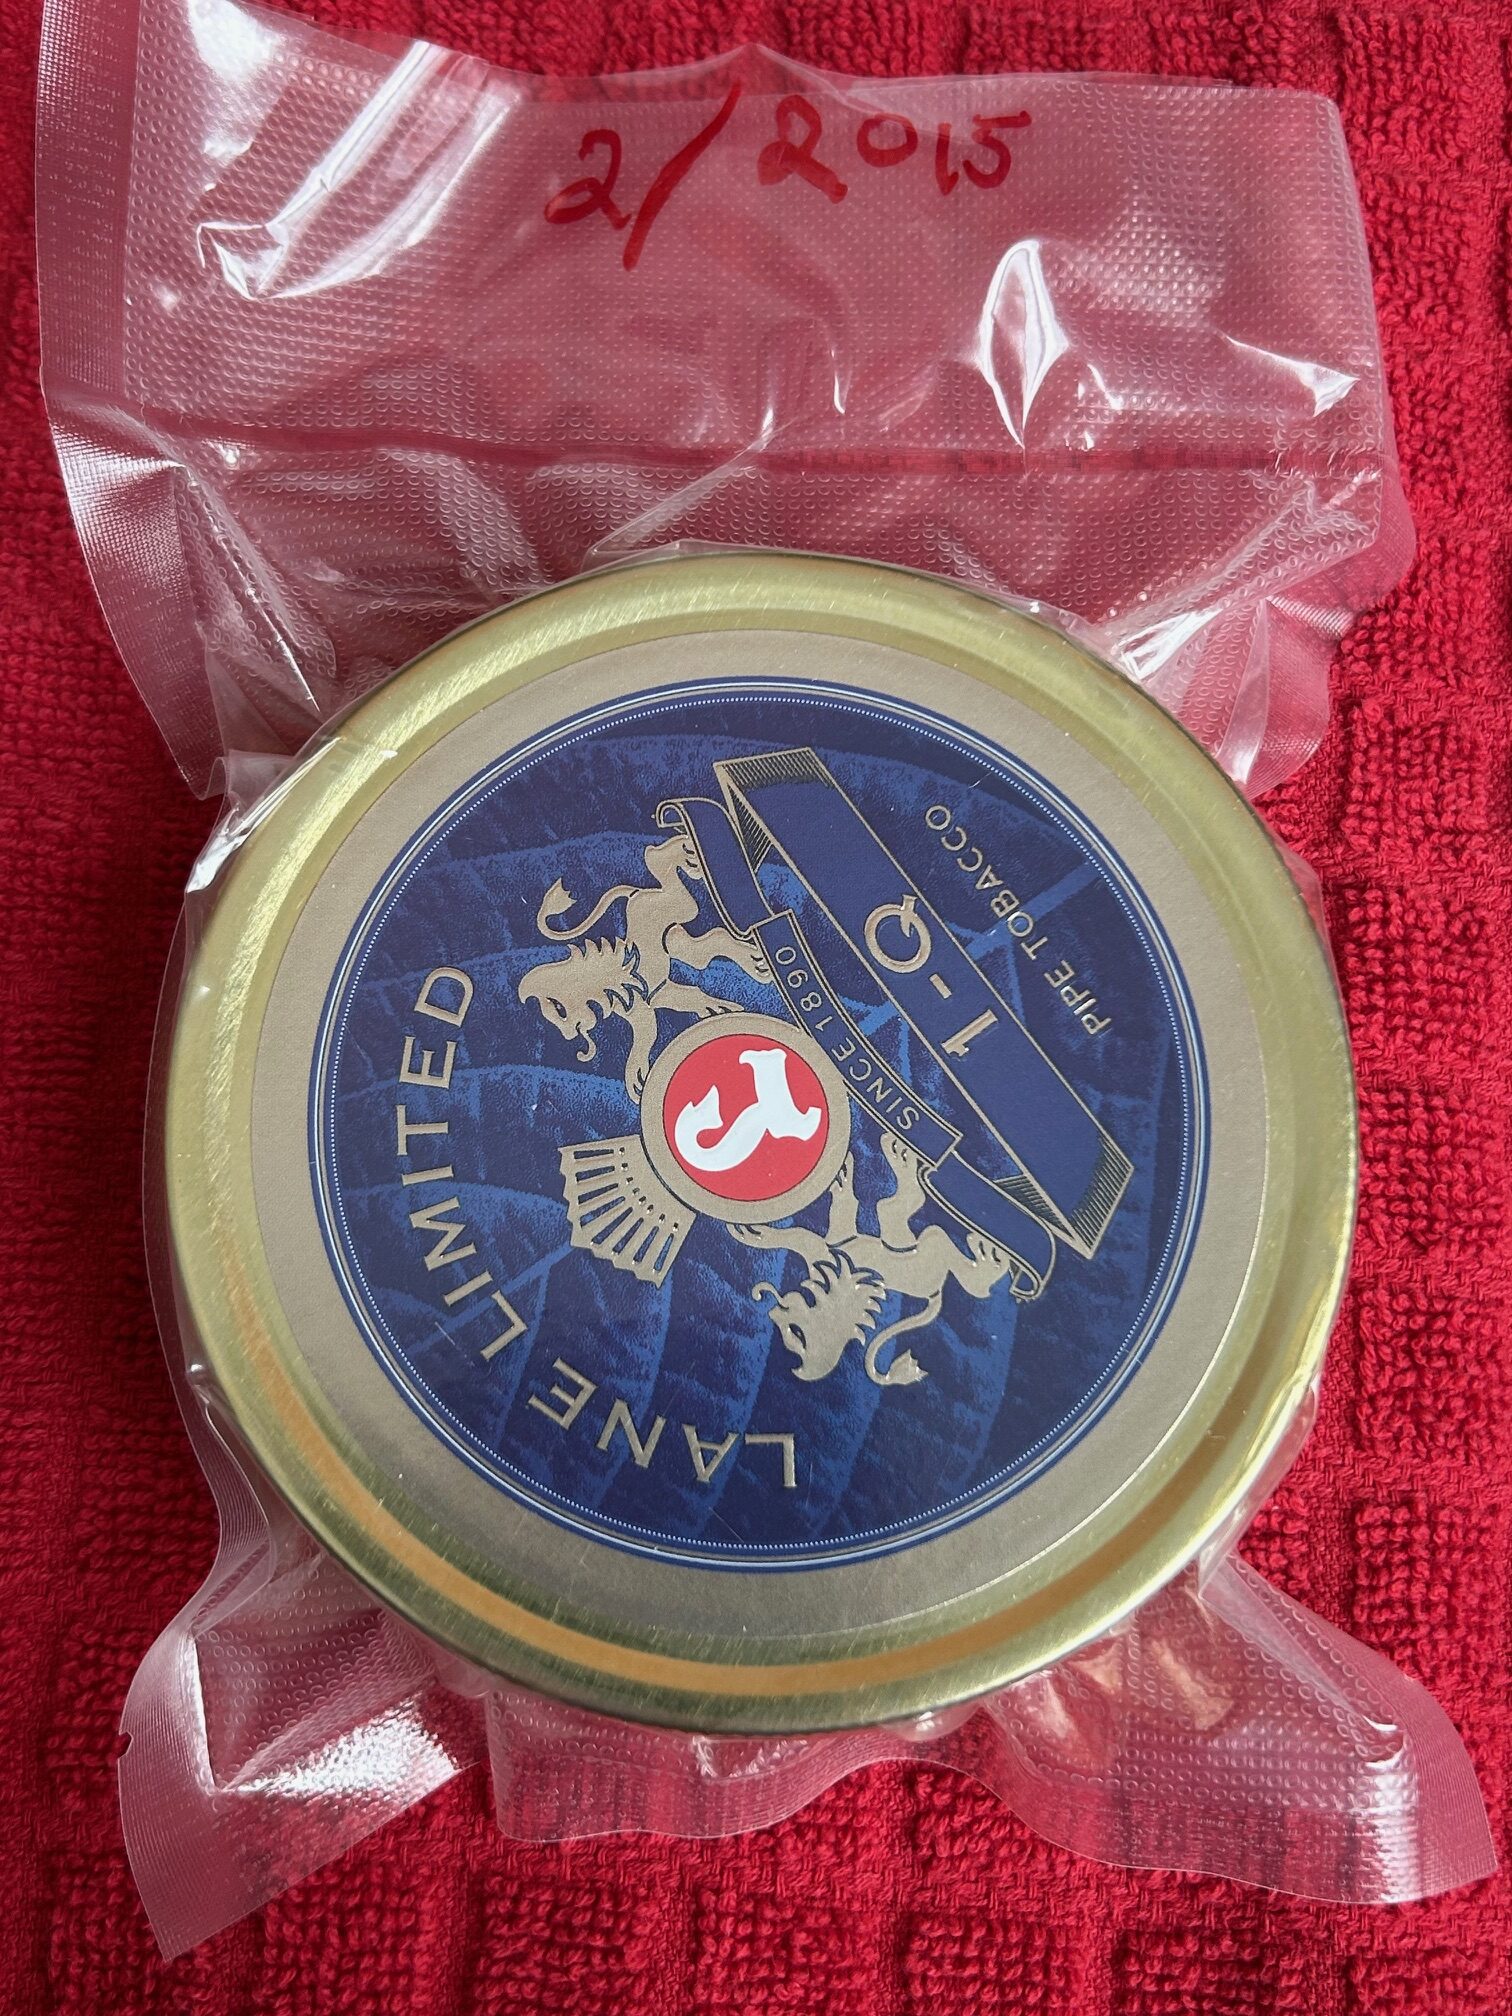 2/2015
LANE LIMITED
L
SINCE 1890
1-Q
PIPE TOBACCO